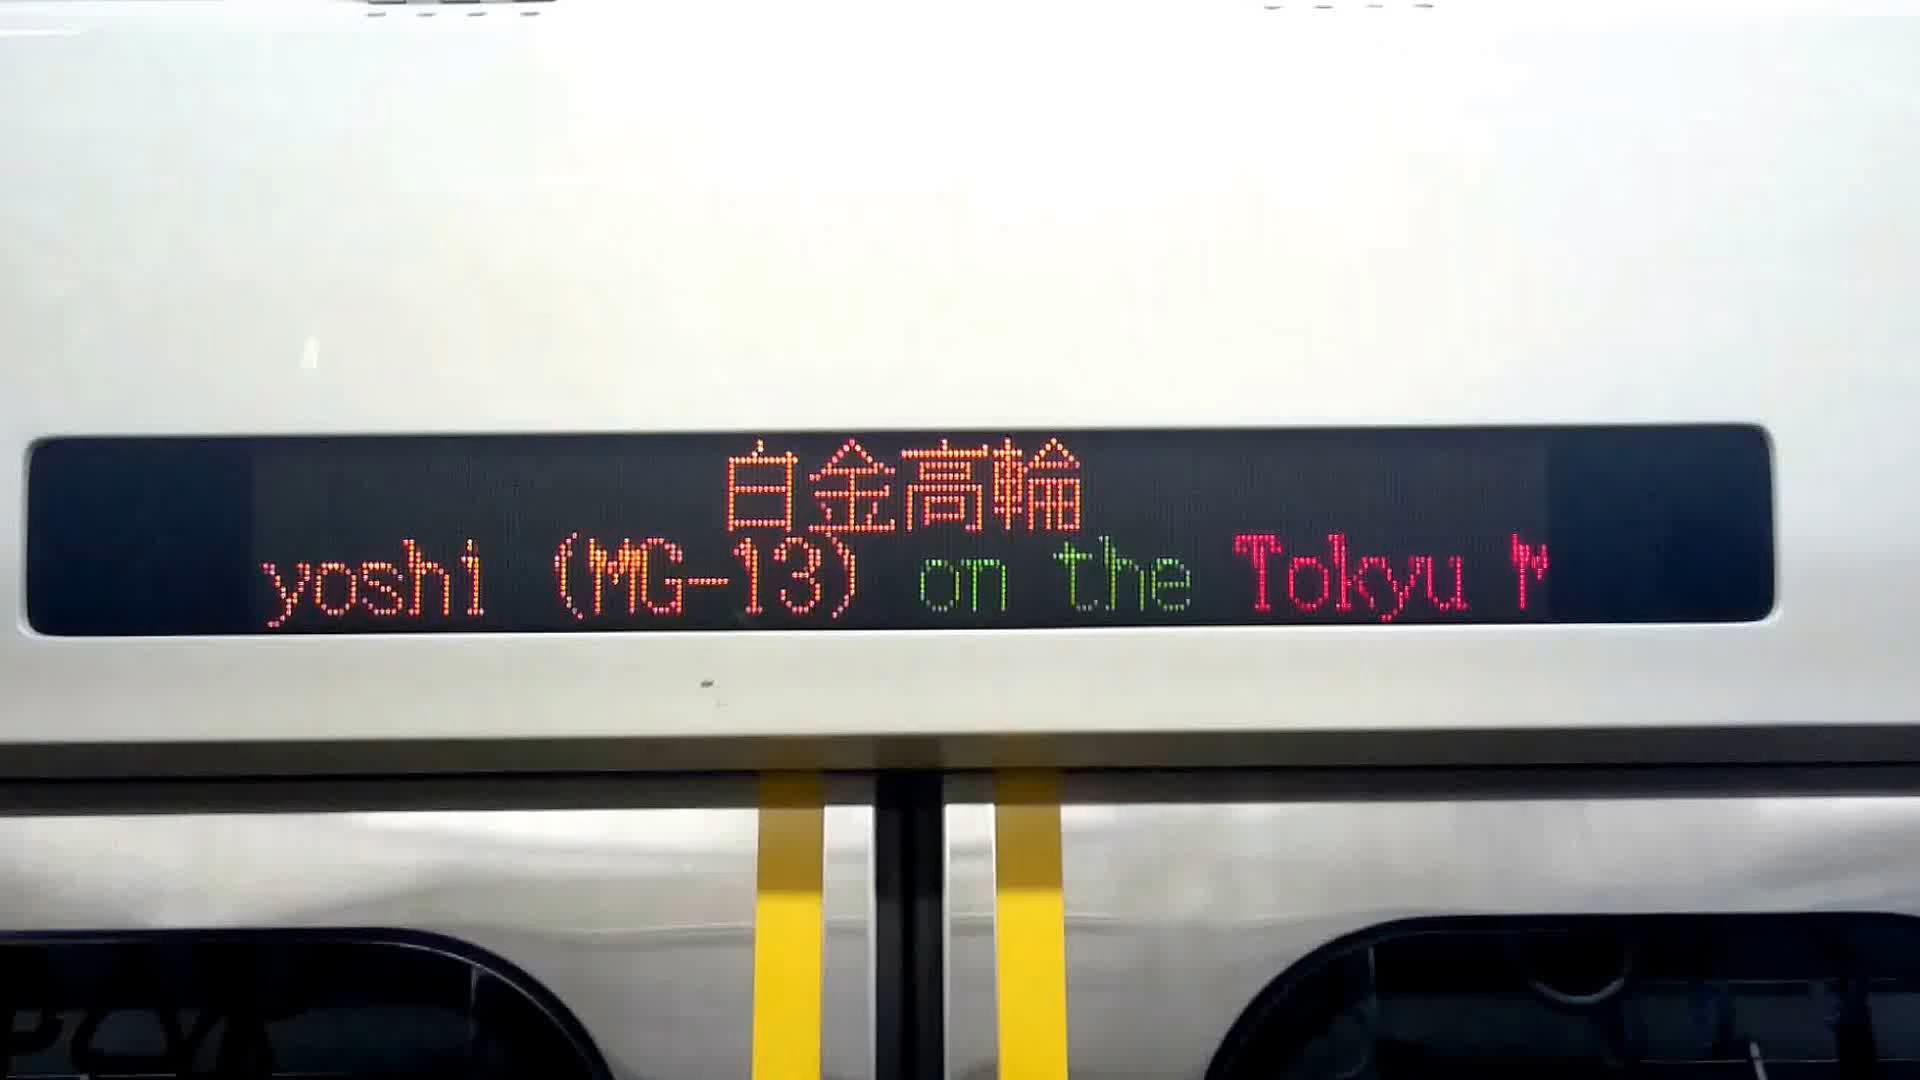 白金高輪
yoshi (MG-13) on the Tokyu M